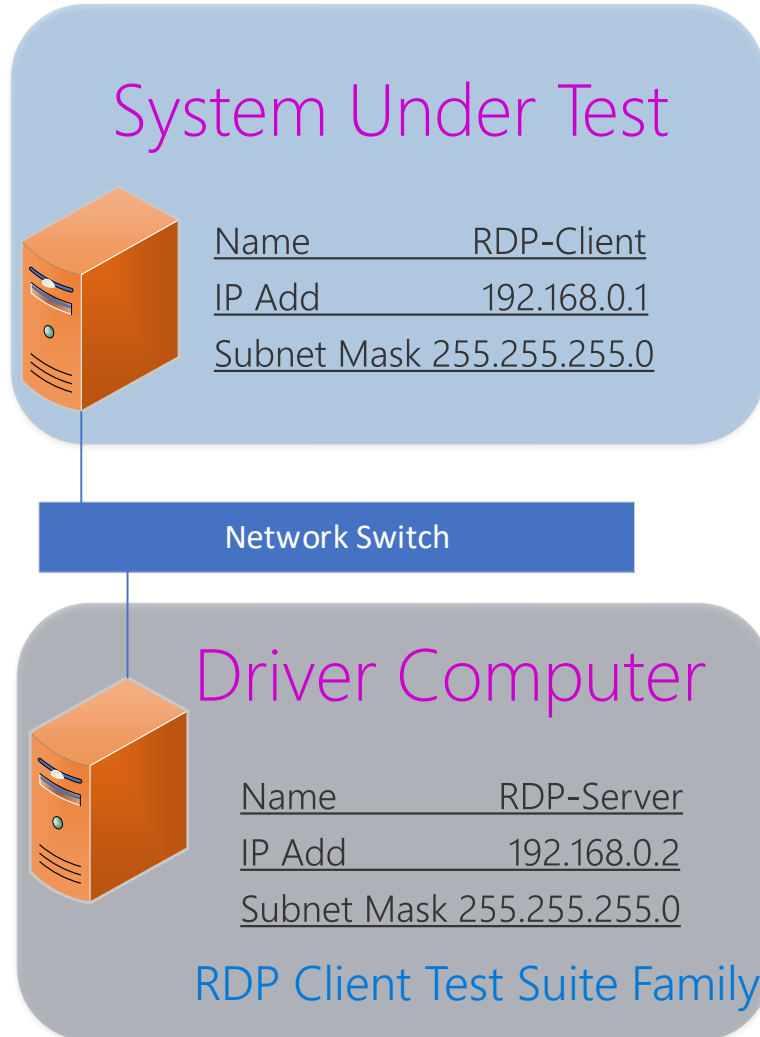 System Under Test
Name RDP-Client
IP Add 192.168.0.1
Subnet Mask 255.255.255.0
Network Switch
Driver Computer
Name RDP-Server
IP Add 192.168.0.2
Subnet Mask 255.255.255.0
RDP Client Test Suite Family